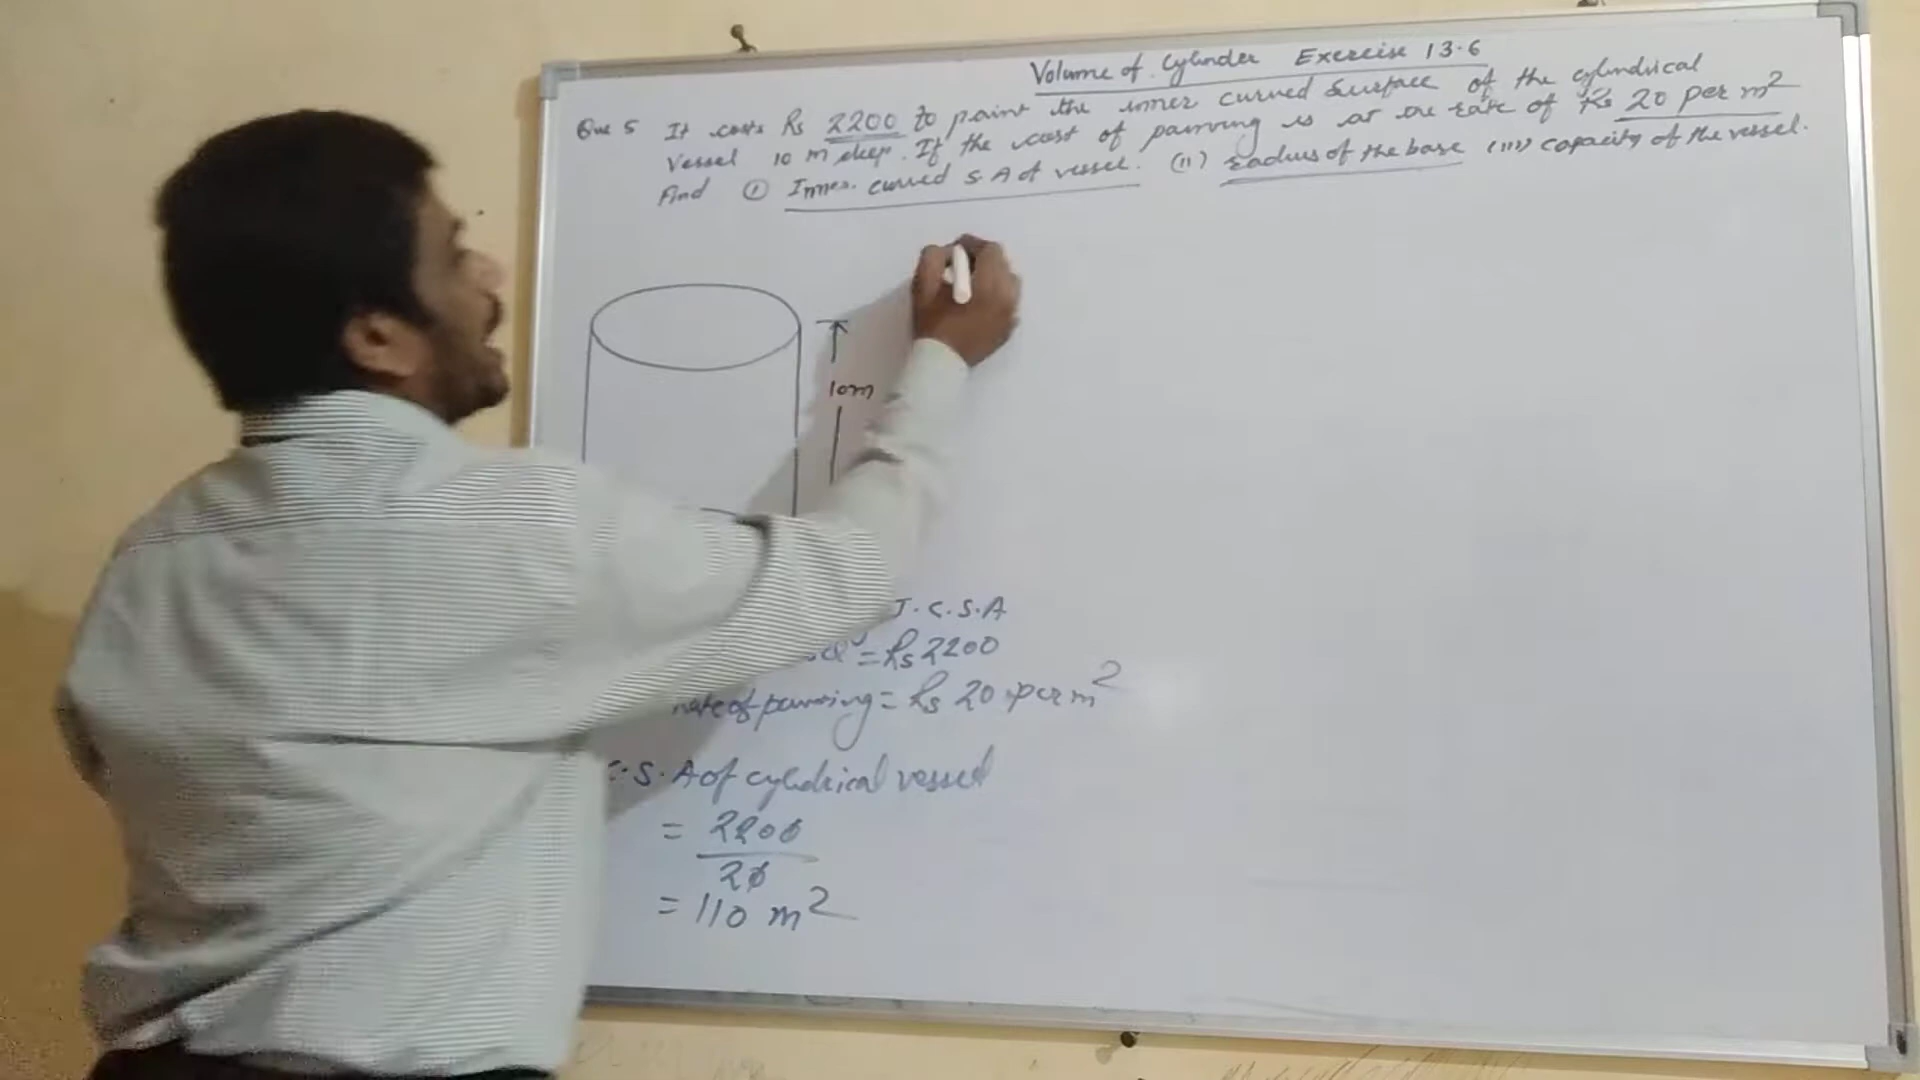 Volume of Cylinder Exercise 13.6
Que 5 It costs Rs 2200 to paint the inner curved surface of the cylindrical
vessel 10 m deep. If the cost of painting is at the rate of Rs 20 per m²
Find (i) Inner curved S.A of vessel. (ii) radius of the base (iii) capacity of the vessel.
10m
I.C.S.A
= Rs 2200
rate of painting = Rs 20 per m²
C.S.A of cyldrical vessel
= 2200
20
= 110 m²